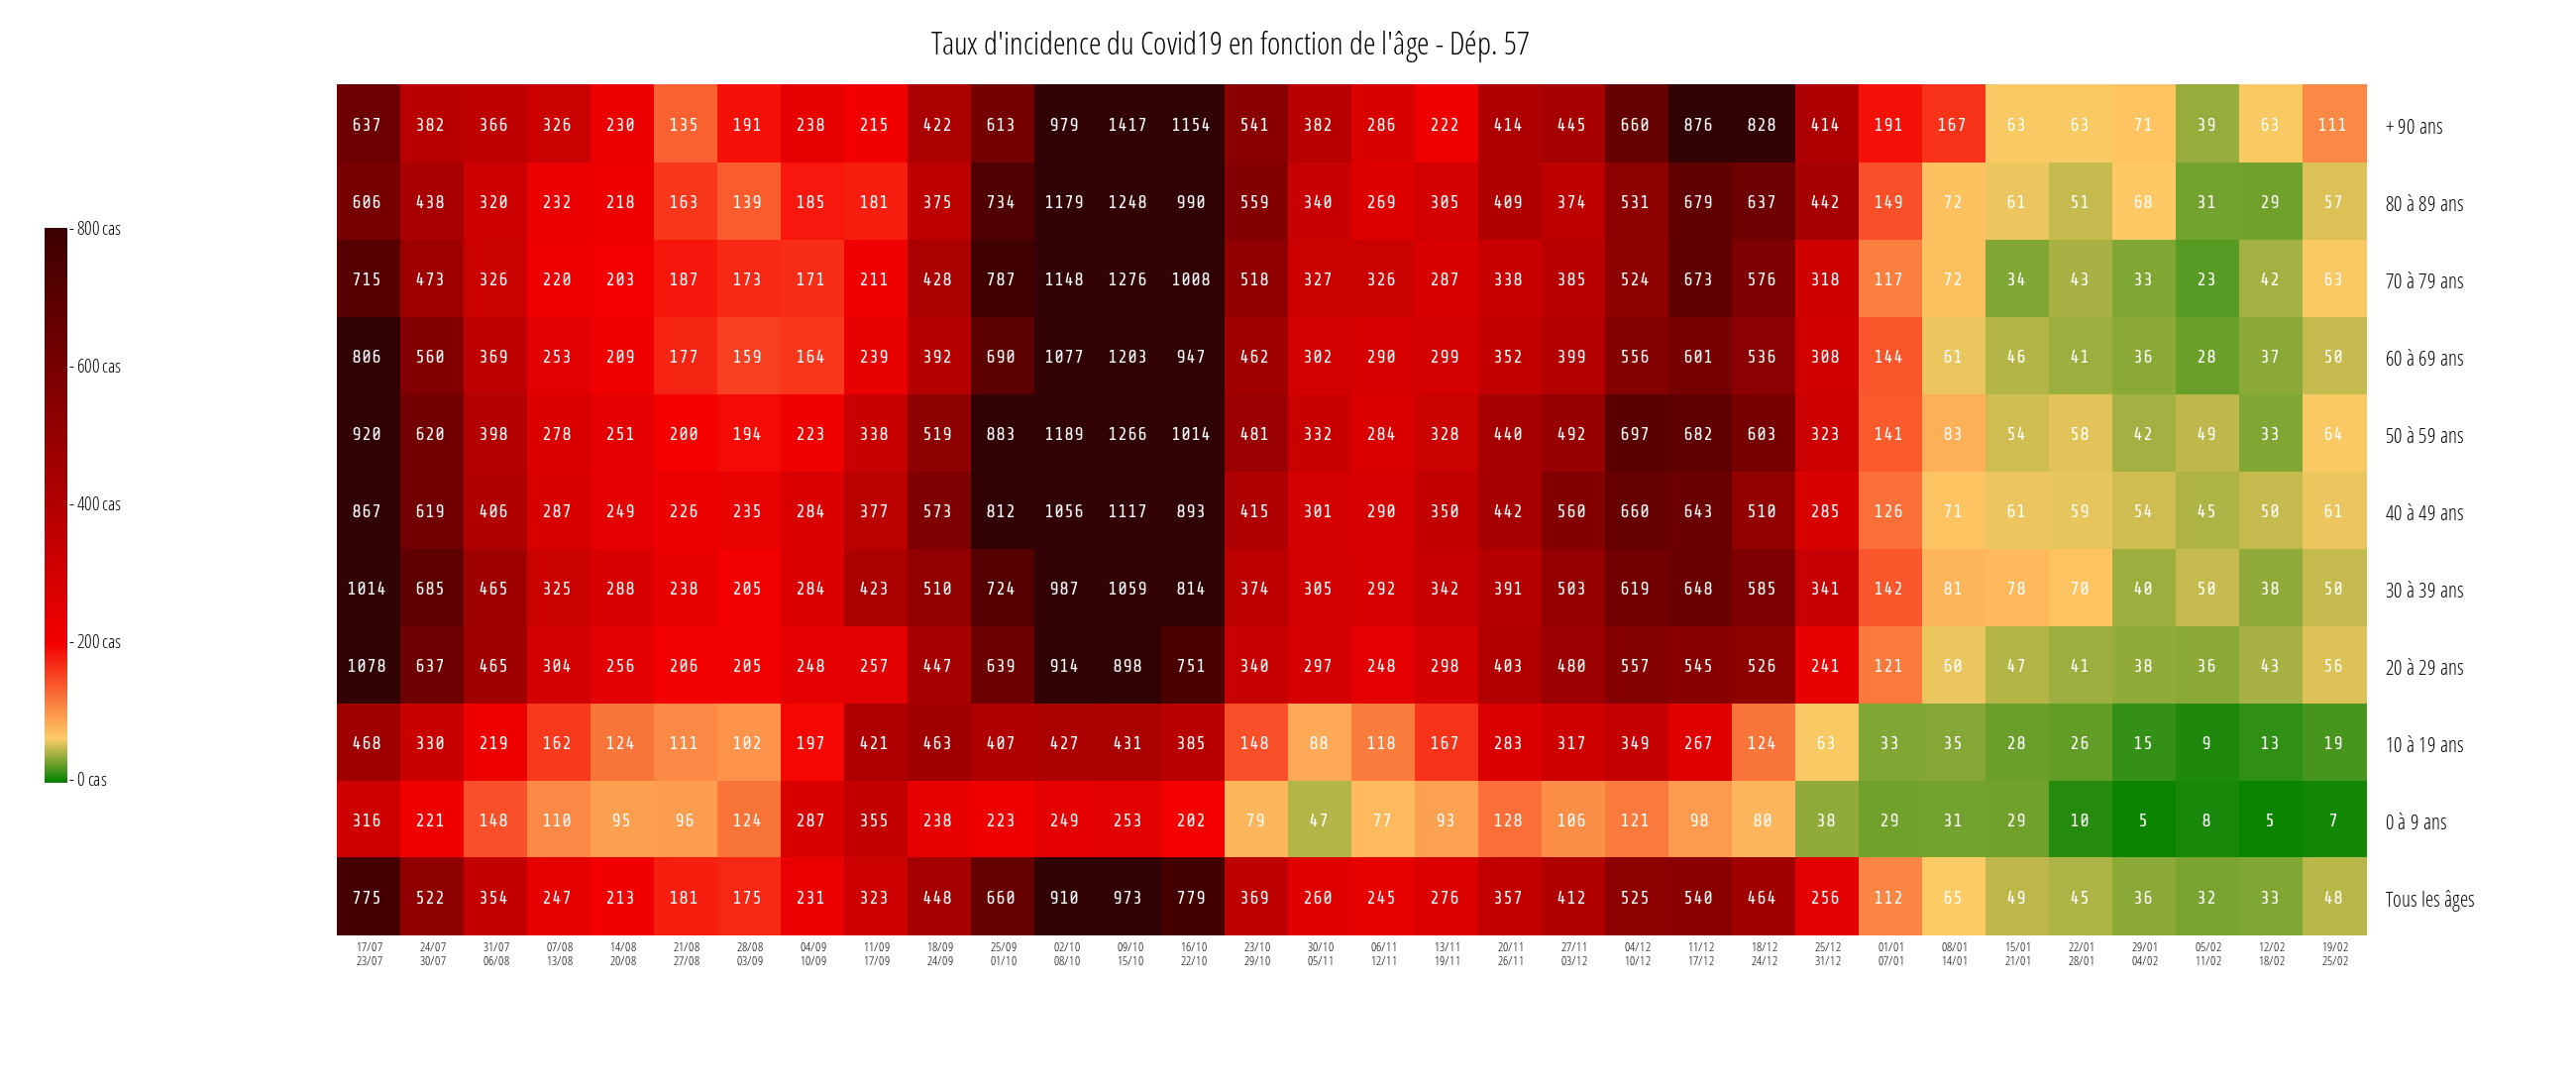 Taux d'incidence du Covid19 en fonction de l'âge - Dép. 57
- 800 cas
- 600 cas
- 400 cas
- 200 cas
- 0 cas
637 382 366 326 230 135 191 238 215 422 613 979 1417 1154 541 382 286 222 414 445 660 876 828 414 191 167 63 63 71 39 63 111 + 90 ans
606 438 320 232 218 163 139 185 181 375 734 1179 1248 990 559 340 269 305 409 374 531 679 637 442 149 72 61 51 68 31 29 57 80 à 89 ans
715 473 326 220 203 187 173 171 211 428 787 1148 1276 1008 518 327 326 287 338 385 524 673 576 318 117 72 34 43 33 23 42 63 70 à 79 ans
806 560 369 253 209 177 159 164 239 392 690 1077 1203 947 462 302 290 299 352 399 556 601 536 308 144 61 46 41 36 28 37 50 60 à 69 ans
920 620 398 278 251 200 194 223 338 519 883 1189 1266 1014 481 332 284 328 440 492 697 682 603 323 141 83 54 58 42 49 33 64 50 à 59 ans
867 619 406 287 249 226 235 284 377 573 812 1056 1117 893 415 301 290 350 442 560 660 643 510 285 126 71 61 59 54 45 50 61 40 à 49 ans
1014 685 465 325 288 238 205 284 423 510 724 987 1059 814 374 305 292 342 391 503 619 648 585 341 142 81 78 70 40 50 38 50 30 à 39 ans
1078 637 465 304 256 206 205 248 257 447 639 914 898 751 340 297 248 298 403 480 557 545 526 241 121 60 47 41 38 36 43 56 20 à 29 ans
468 330 219 162 124 111 102 197 421 463 407 427 431 385 148 88 118 167 283 317 349 267 124 63 33 35 28 26 15 9 13 19 10 à 19 ans
316 221 148 110 95 96 124 287 355 238 223 249 253 202 79 47 77 93 128 106 121 98 80 38 29 31 29 10 5 8 5 7 0 à 9 ans
775 522 354 247 213 181 175 231 323 448 660 910 973 779 369 260 245 276 357 412 525 540 464 256 112 65 49 45 36 32 33 48 Tous les âges
17/07 24/07 31/07 07/08 14/08 21/08 28/08 04/09 11/09 18/09 25/09 02/10 09/10 16/10 23/10 30/10 06/11 13/11 20/11 27/11 04/12 11/12 18/12 25/12 01/01 08/01 15/01 22/01 29/01 05/02 12/02 19/02
23/07 30/07 06/08 13/08 20/08 27/08 03/09 10/09 17/09 24/09 01/10 08/10 15/10 22/10 29/10 05/11 12/11 19/11 26/11 03/12 10/12 17/12 24/12 31/12 07/01 14/01 21/01 28/01 04/02 11/02 18/02 25/02